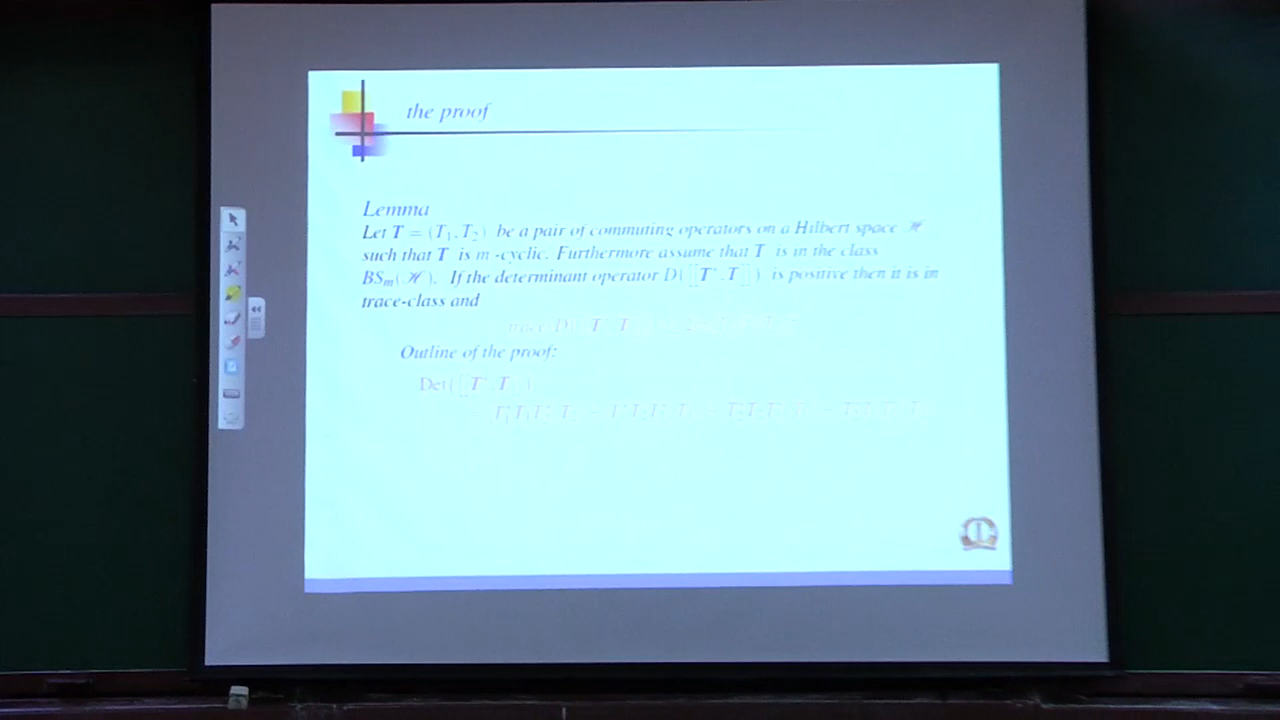 the proof
Lemma
Let T = (T₁, T₂) be a pair of commuting operators on a Hilbert space ℋ
such that T is m-cyclic. Furthermore assume that T is in the class
BSₘ(ℋ). If the determinant operator D([[T*, T]]) is positive then it is in
trace-class and
trace D
Outline of the proof:
Det([[T*, T]])